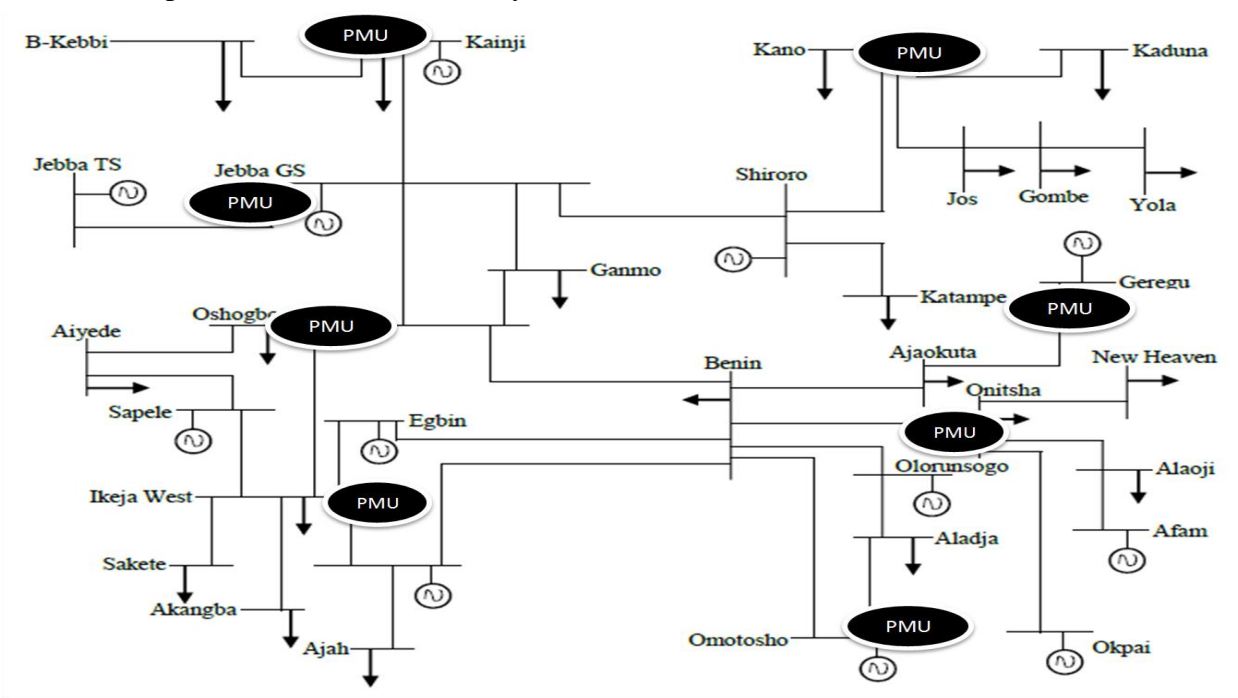 B-Kebbi
PMU
Kainji
Kano
PMU
Kaduna
Jebba TS
Jebba GS
PMU
Shiroro
Jos
Gombe
Yola
Ganmo
Geregu
Katampe
PMU
Oshogbo
PMU
Aiyede
Benin
Ajaokuta
New Heaven
Sapele
Egbin
Onitsha
PMU
Olorunsogo
Alaoji
Ikeja West
PMU
Afam
Sakete
Aladja
Akangba
Ajah
Omotosho
PMU
Okpai